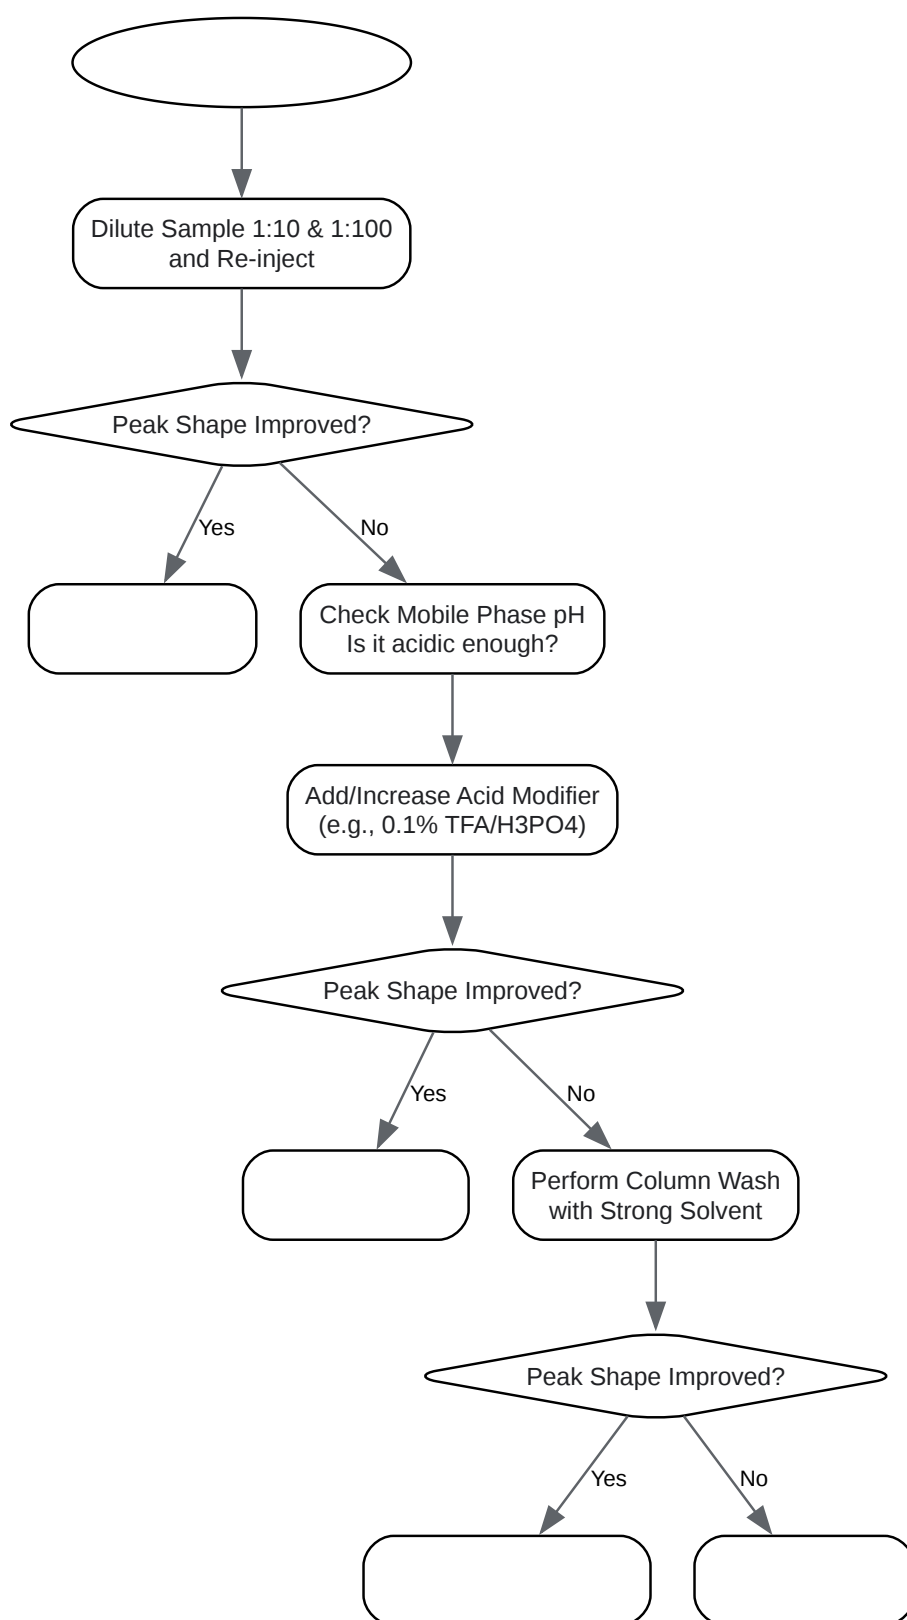 Dilute Sample 1:10 & 1:100
and Re-inject
Peak Shape Improved?
Yes
No
Check Mobile Phase pH
Is it acidic enough?
Add/Increase Acid Modifier
(e.g., 0.1% TFA/H3PO4)
Peak Shape Improved?
Yes
No
Perform Column Wash
with Strong Solvent
Peak Shape Improved?
Yes
No